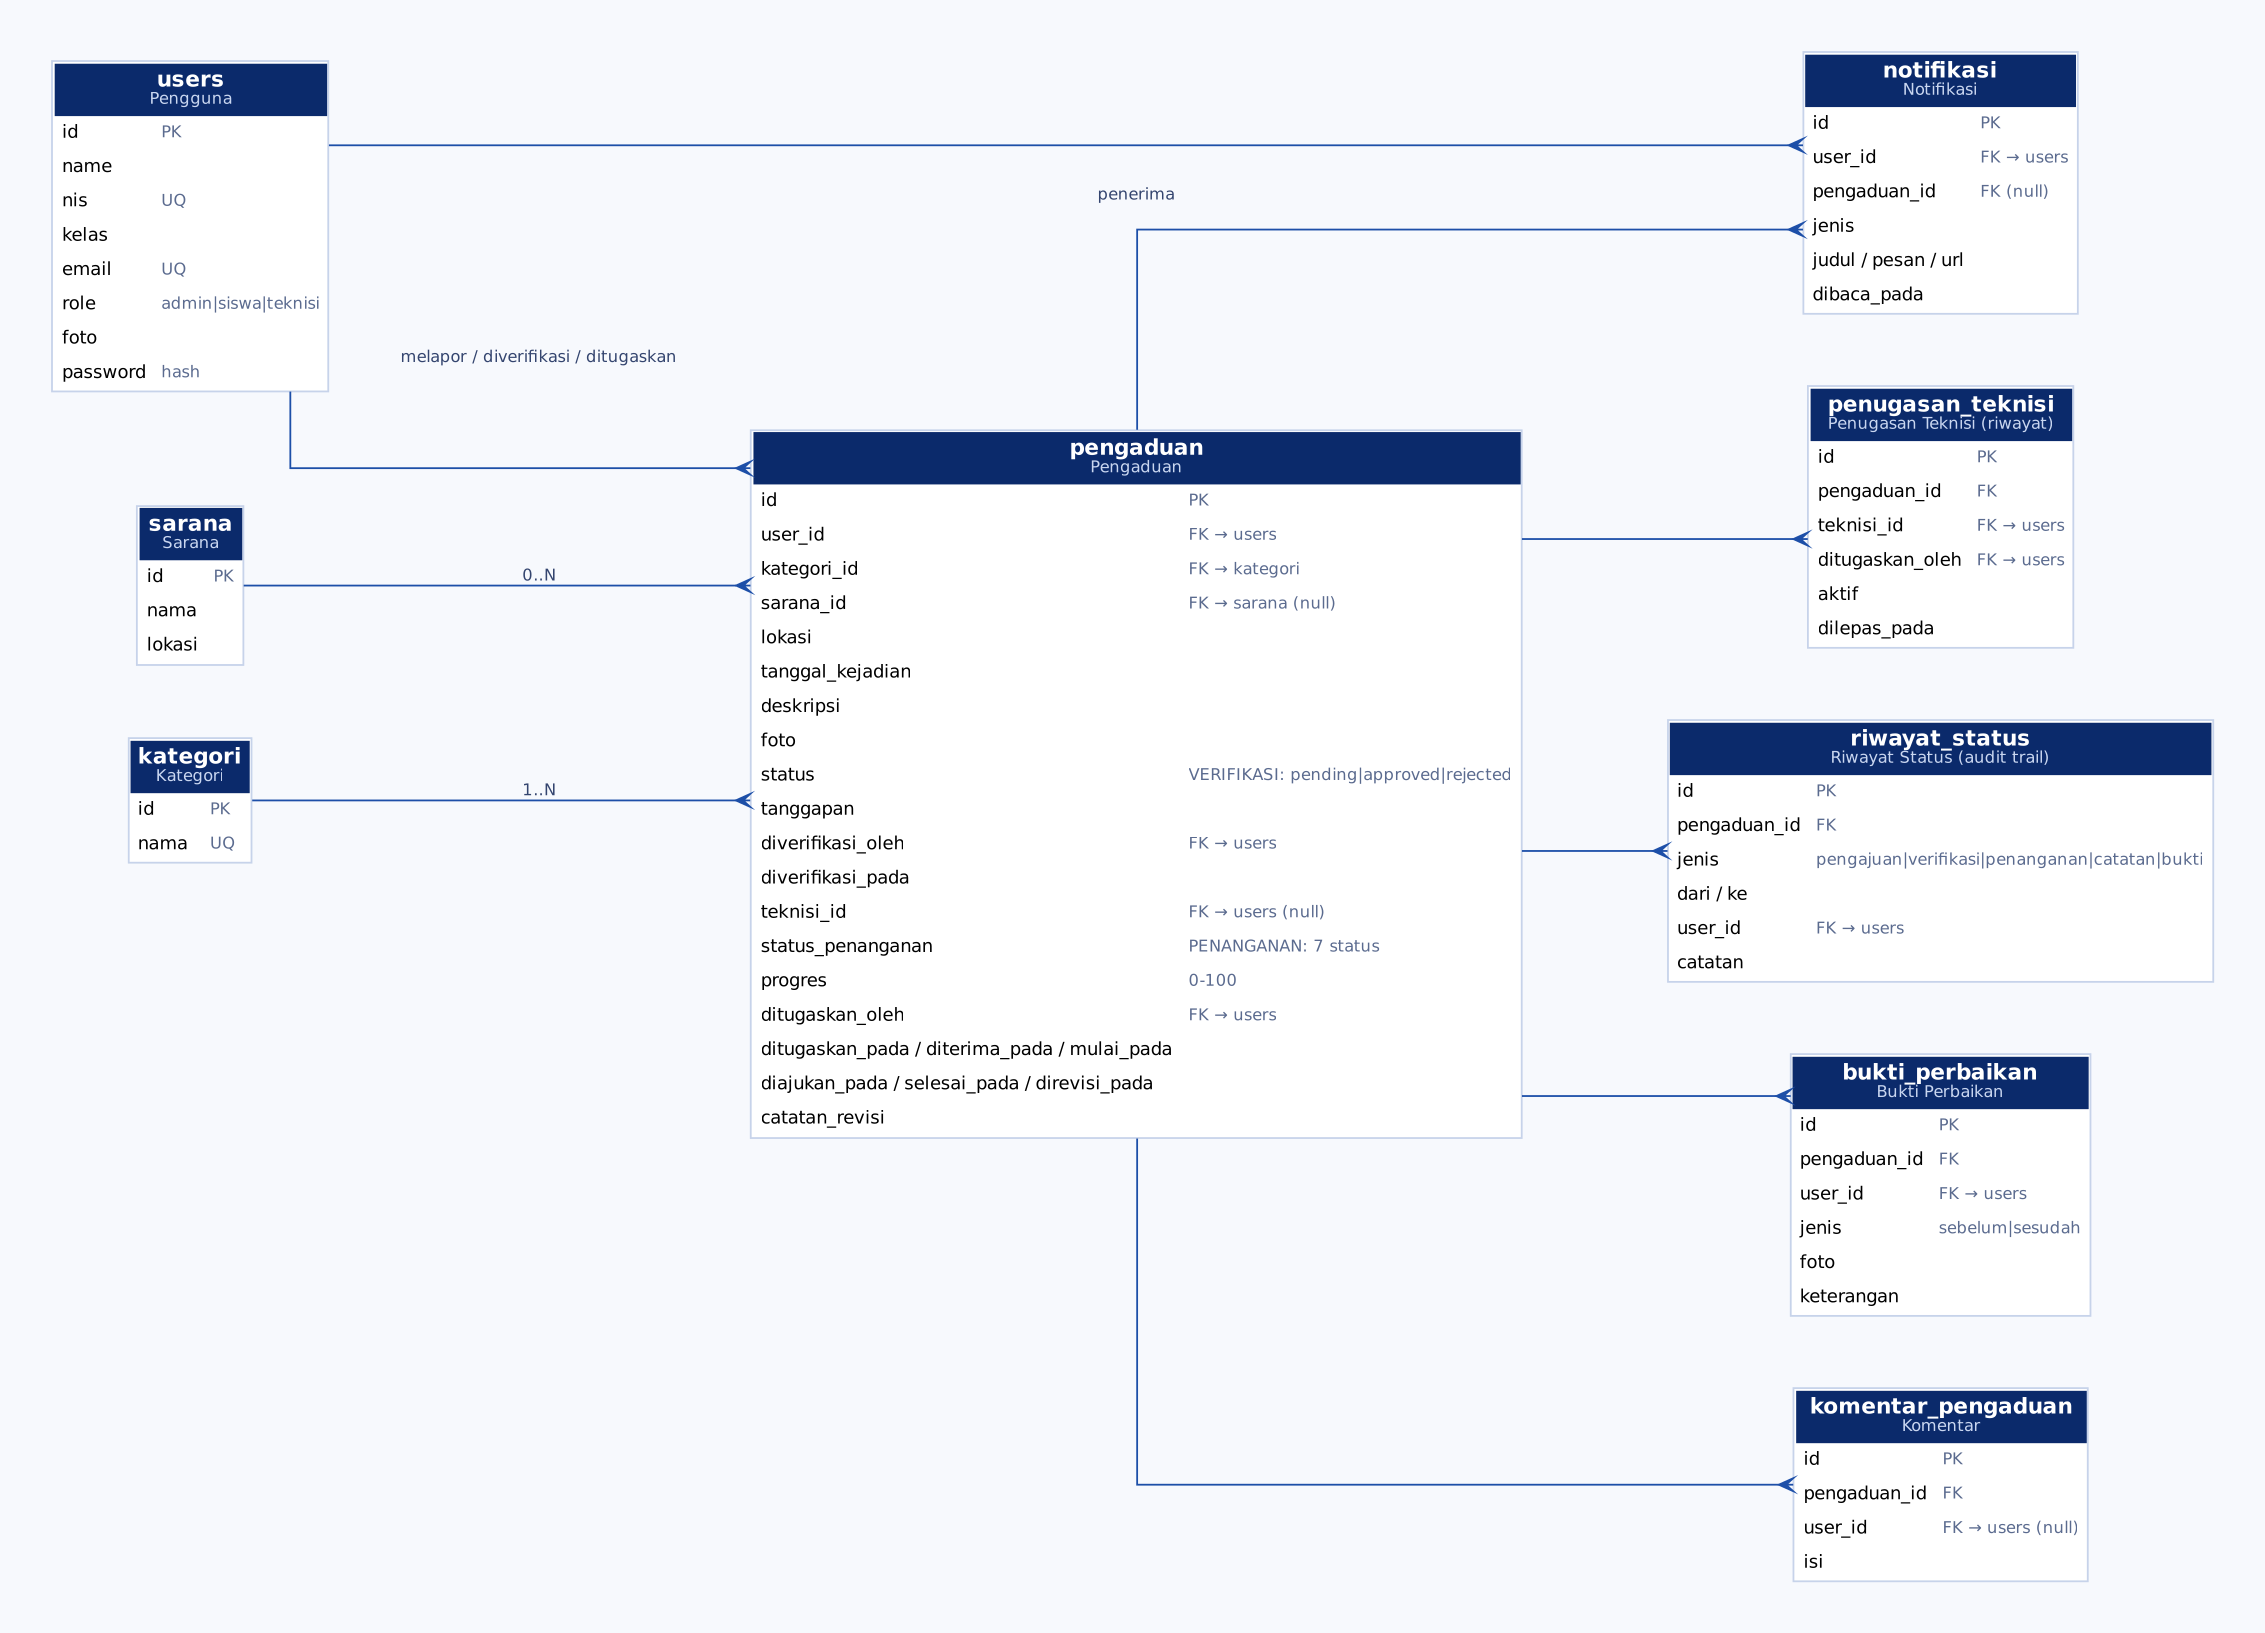 users
Pengguna
id PK
name
nis UQ
kelas
email UQ
role admin|siswa|teknisi
foto
password hash
notifikasi
Notifikasi
id PK
user_id FK → users
pengaduan_id FK (null)
jenis
judul / pesan / url
dibaca_pada
penerima
melapor / diverifikasi / ditugaskan
sarana
Sarana
id PK
nama
lokasi
0..N
kategori
Kategori
id PK
nama UQ
1..N
pengaduan
Pengaduan
id PK
user_id FK → users
kategori_id FK → kategori
sarana_id FK → sarana (null)
lokasi
tanggal_kejadian
deskripsi
foto
status VERIFIKASI: pending|approved|rejected
tanggapan
diverifikasi_oleh FK → users
diverifikasi_pada
teknisi_id FK → users (null)
status_penanganan PENANGANAN: 7 status
progres 0-100
ditugaskan_oleh FK → users
ditugaskan_pada / diterima_pada / mulai_pada
diajukan_pada / selesai_pada / direvisi_pada
catatan_revisi
penugasan_teknisi
Penugasan Teknisi (riwayat)
id PK
pengaduan_id FK
teknisi_id FK → users
ditugaskan_oleh FK → users
aktif
dilepas_pada
riwayat_status
Riwayat Status (audit trail)
id PK
pengaduan_id FK
jenis pengajuan|verifikasi|penanganan|catatan|bukti
dari / ke
user_id FK → users
catatan
bukti_perbaikan
Bukti Perbaikan
id PK
pengaduan_id FK
user_id FK → users
jenis sebelum|sesudah
foto
keterangan
komentar_pengaduan
Komentar
id PK
pengaduan_id FK
user_id FK → users (null)
isi